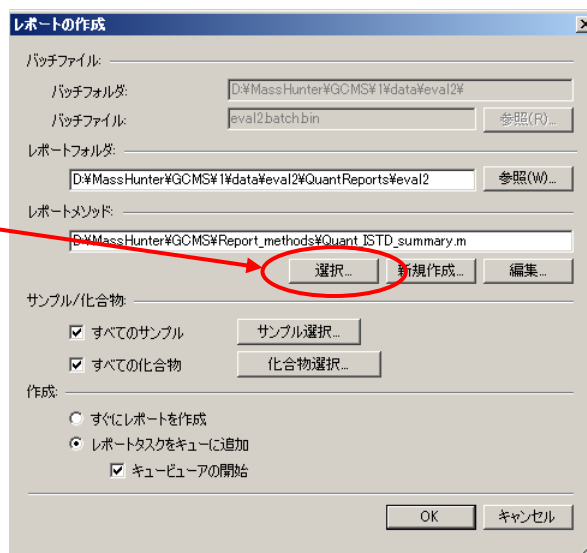 レポートの作成
バッチファイル:
バッチフォルダ: D:¥MassHunter¥GCMS¥1¥data¥eval2¥
バッチファイル: eval2.batch.bin 参照(R)...
レポートフォルダ:
D:¥MassHunter¥GCMS¥1¥data¥eval2¥QuantReports¥eval2 参照(W)...
レポートメソッド:
D:¥MassHunter¥GCMS¥Report_methods¥Quant_ISTD_summary.m
選択... 新規作成... 編集...
サンプル/化合物:
すべてのサンプル サンプル選択...
すべての化合物 化合物選択...
作成:
すぐにレポートを作成
レポートタスクをキューに追加
キュービューアの開始
OK キャンセル